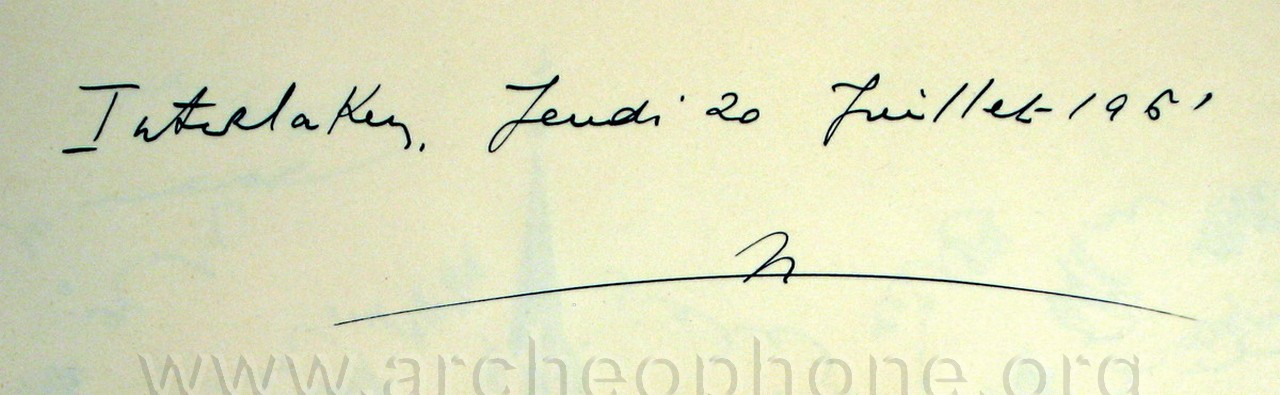 Interlaken, Jeudi 20 Juillet 1961
www.archeophone.org